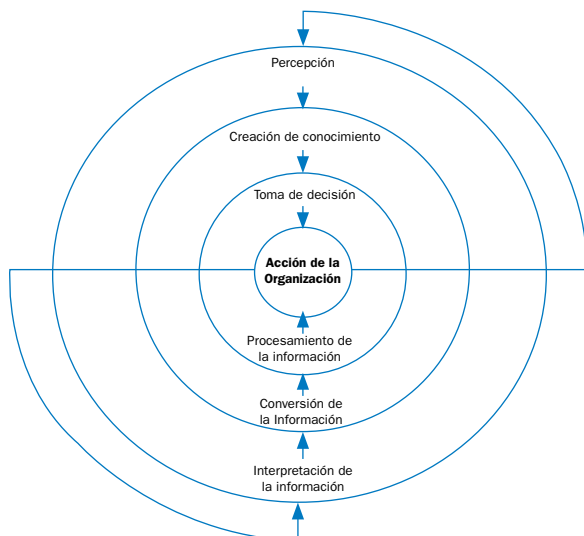 Percepción
Creación de conocimiento
Toma de decisión
Acción de la
Organización
Procesamiento de
la información
Conversión de
la Información
Interpretación de
la información